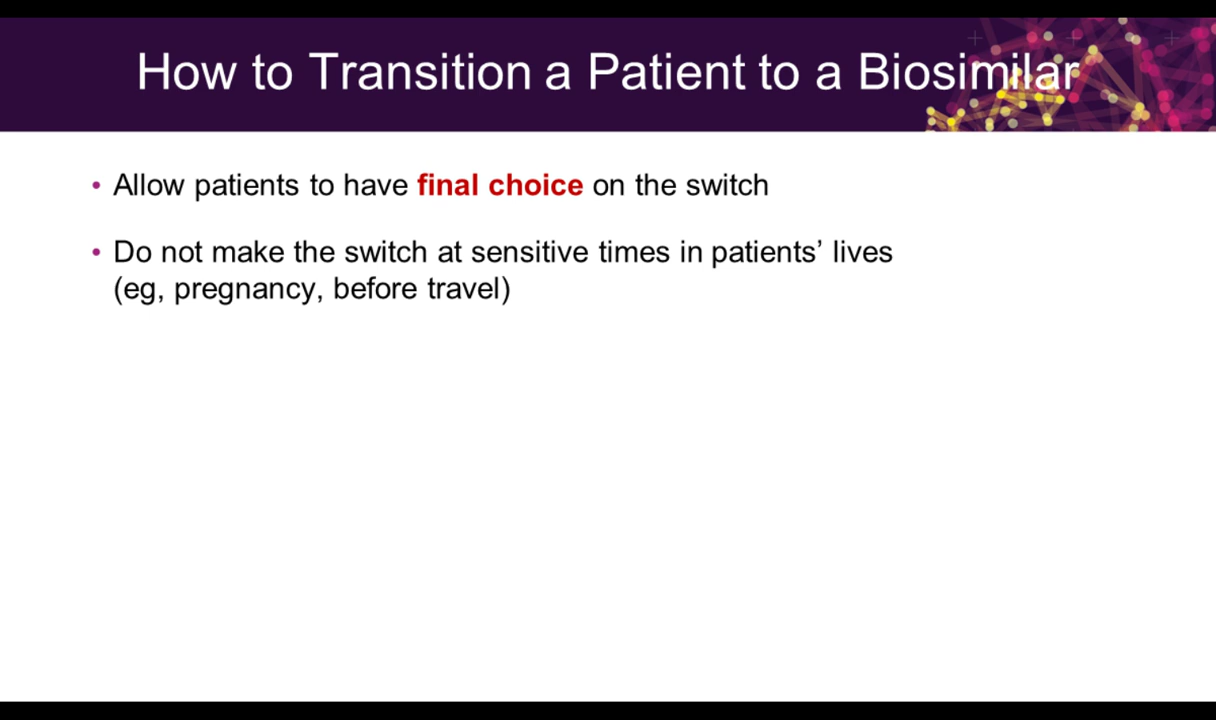 How to Transition a Patient to a Biosimilar
• Allow patients to have final choice on the switch
• Do not make the switch at sensitive times in patients’ lives
(eg, pregnancy, before travel)